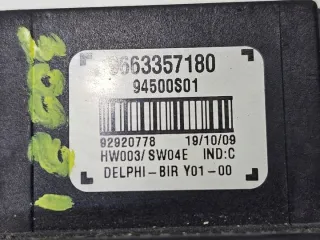 9663357180
94500S01
92920778 19/10/09
HW003/SW04E IND:C
DELPHI-BIR Y01-00